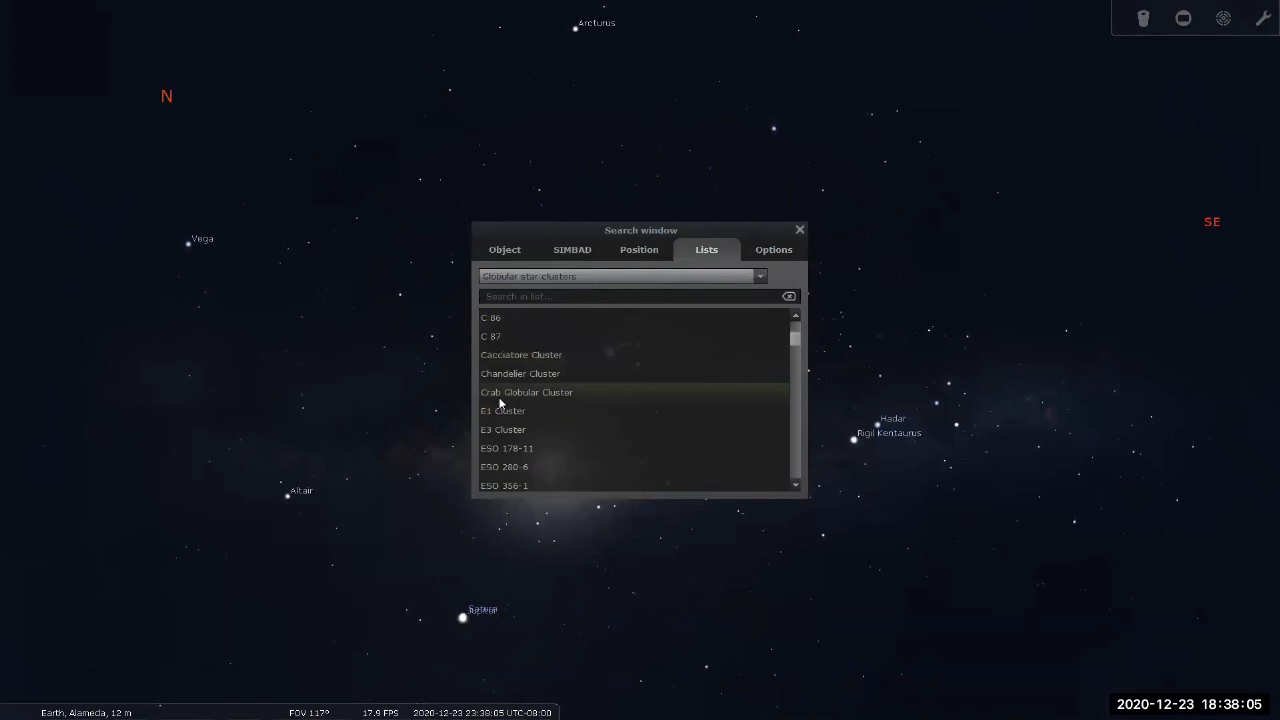 Arcturus
N
Vega
SE
Search window
Object SIMBAD Position Lists Options
Globular star clusters
Search in list...
C 86
C 87
Cacciatore Cluster
Chandelier Cluster
Crab Globular Cluster
E1 Cluster
E3 Cluster
ESO 178-11
ESO 280-6
ESO 356-1
Hadar
Rigil Kentaurus
Altair
Earth, Alameda, 12 m FOV 117° 17.9 FPS 2020-12-23 23:38:05 UTC-08:00
2020-12-23 18:38:05